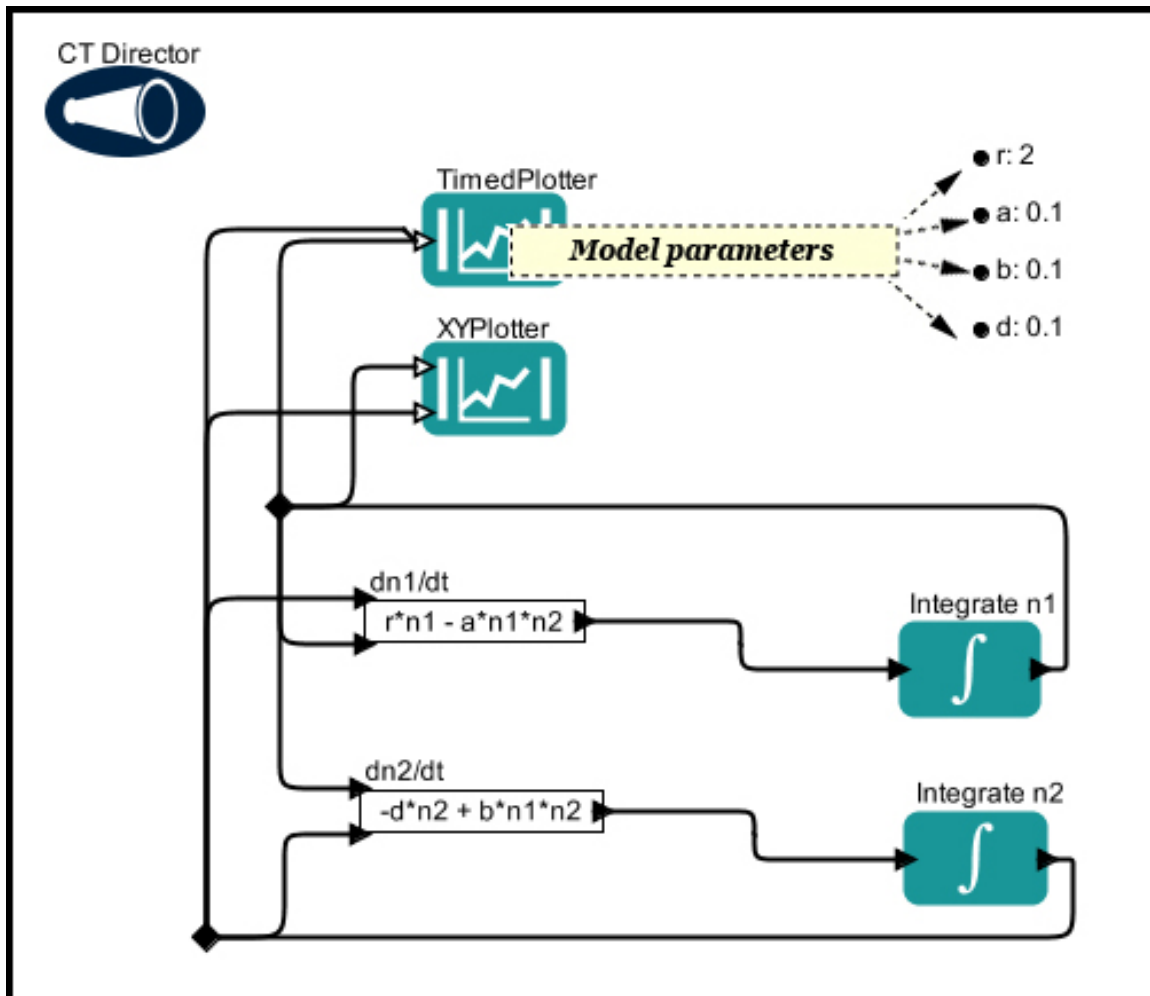 CT Director
TimedPlotter
Model parameters
r: 2
a: 0.1
b: 0.1
d: 0.1
XYPlotter
dn1/dt
r*n1 - a*n1*n2
Integrate n1
∫
dn2/dt
-d*n2 + b*n1*n2
Integrate n2
∫